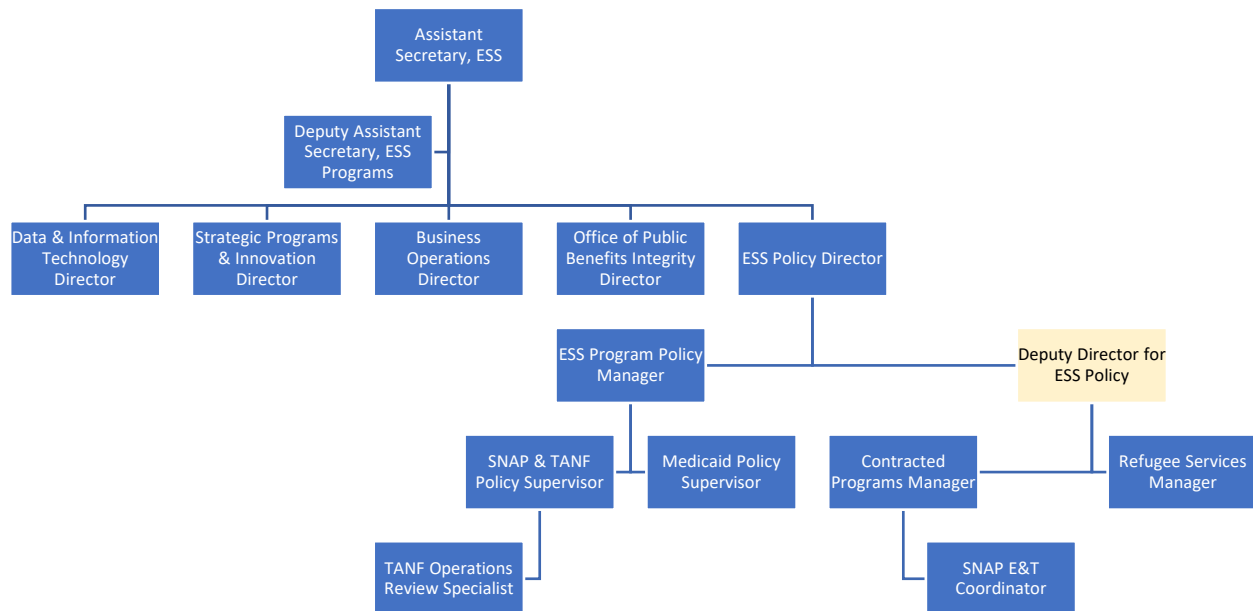 Assistant
Secretary, ESS
Deputy Assistant
Secretary, ESS
Programs
Data & Information
Technology
Director
Strategic Programs
& Innovation
Director
Business
Operations
Director
Office of Public
Benefits Integrity
Director
ESS Policy Director
ESS Program Policy
Manager
Deputy Director for
ESS Policy
SNAP & TANF
Policy Supervisor
Medicaid Policy
Supervisor
Contracted
Programs Manager
Refugee Services
Manager
TANF Operations
Review Specialist
SNAP E&T
Coordinator